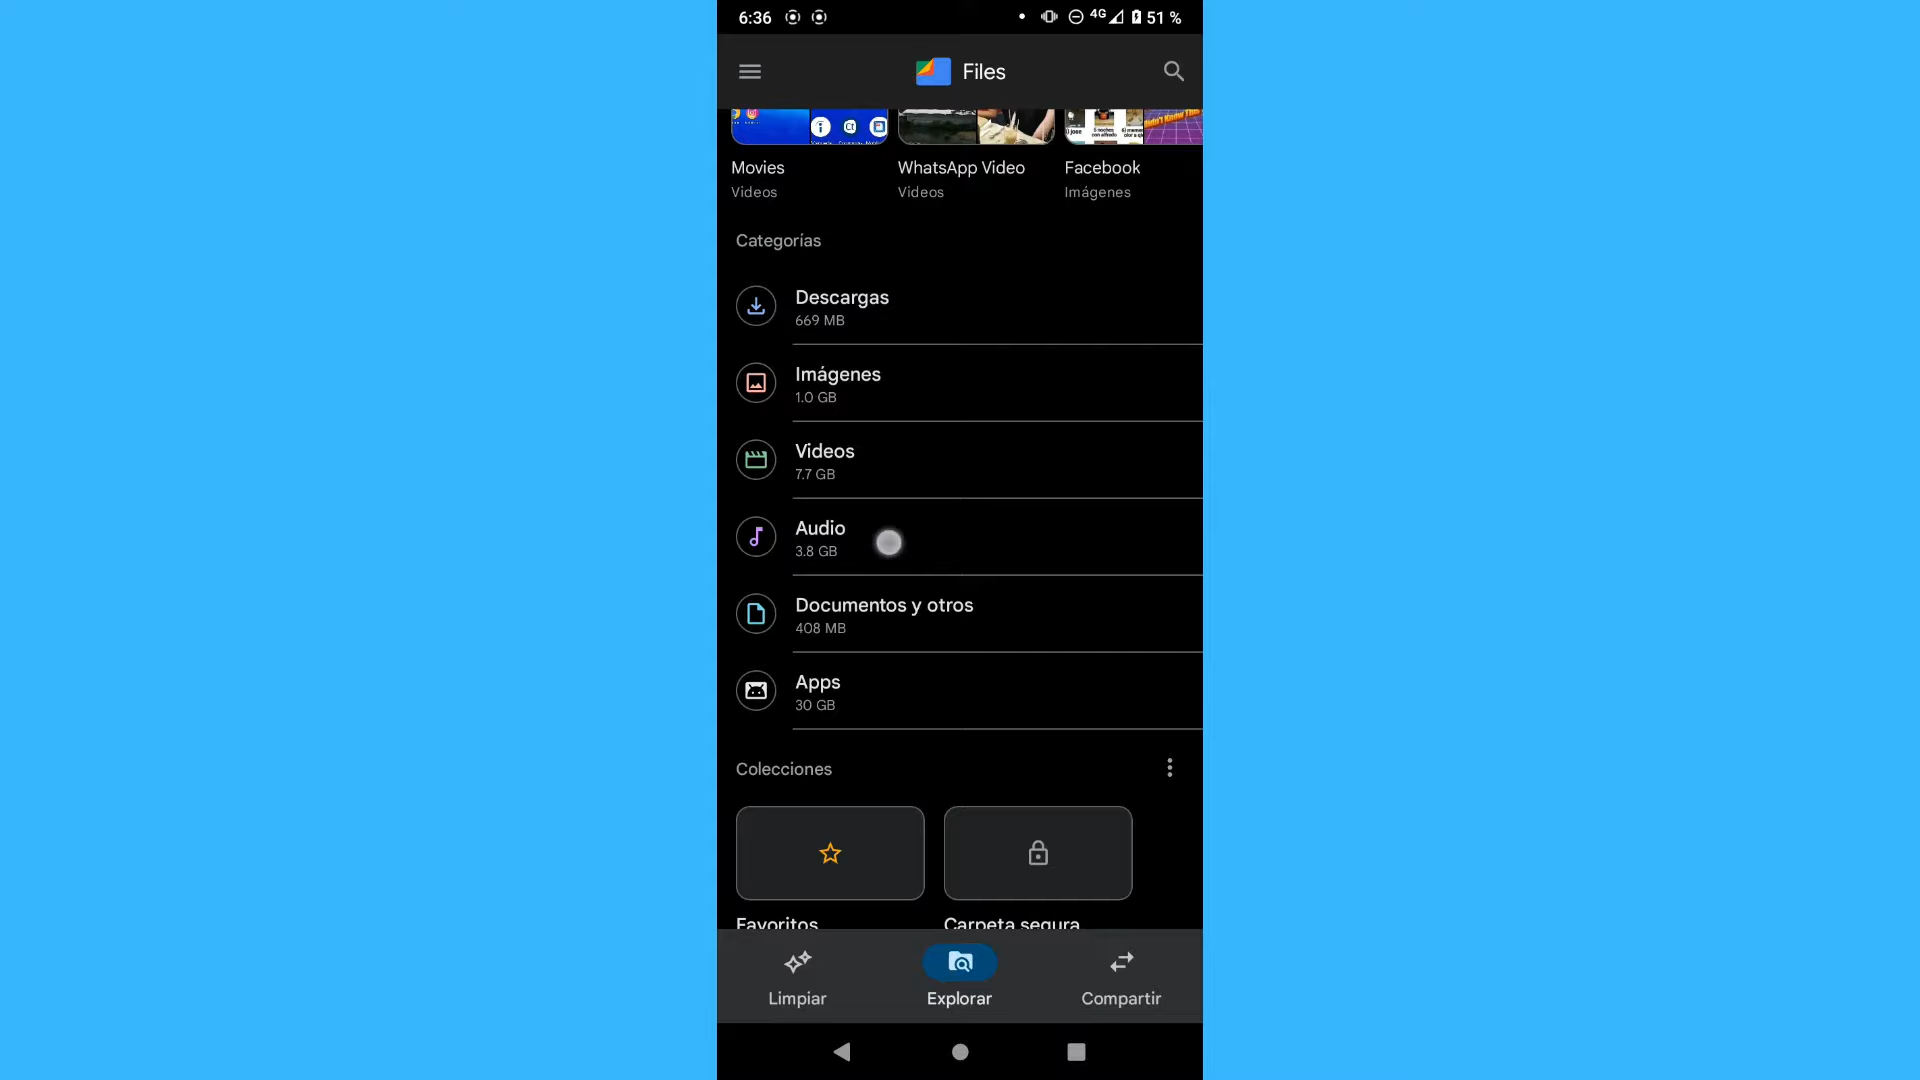 6:36 4G 51 %
Files
Movies WhatsApp Video Facebook
Videos Videos Imágenes
Categorías
Descargas
669 MB
Imágenes
1.0 GB
Videos
7.7 GB
Audio
3.8 GB
Documentos y otros
408 MB
Apps
30 GB
Colecciones
Favoritos Carpeta segura
Limpiar Explorar Compartir